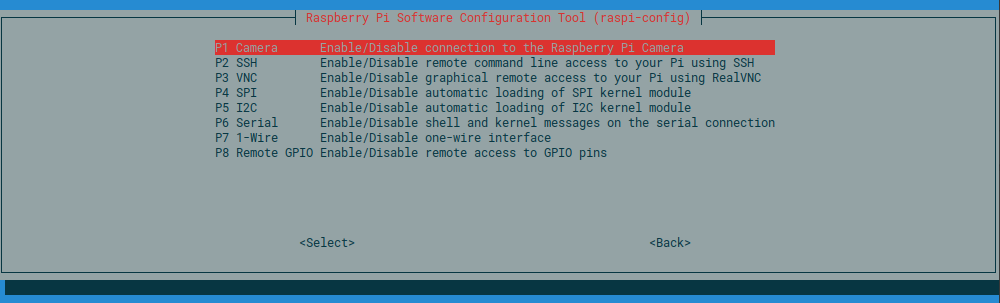 Raspberry Pi Software Configuration Tool (raspi-config)
P1 Camera Enable/Disable connection to the Raspberry Pi Camera
P2 SSH Enable/Disable remote command line access to your Pi using SSH
P3 VNC Enable/Disable graphical remote access to your Pi using RealVNC
P4 SPI Enable/Disable automatic loading of SPI kernel module
P5 I2C Enable/Disable automatic loading of I2C kernel module
P6 Serial Enable/Disable shell and kernel messages on the serial connection
P7 1-Wire Enable/Disable one-wire interface
P8 Remote GPIO Enable/Disable remote access to GPIO pins
<Select> <Back>